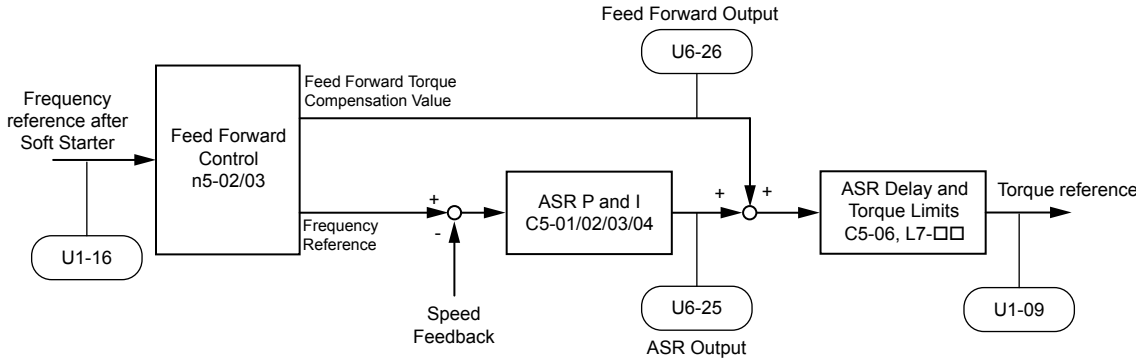 Feed Forward Output
U6-26
Feed Forward Torque
Compensation Value
Frequency
reference after
Soft Starter
Feed Forward
Control
n5-02/03
U1-16
Frequency
Reference
+
-
Speed
Feedback
ASR P and I
C5-01/02/03/04
+
+
U6-25
ASR Output
ASR Delay and
Torque Limits
C5-06, L7-□□
Torque reference
U1-09